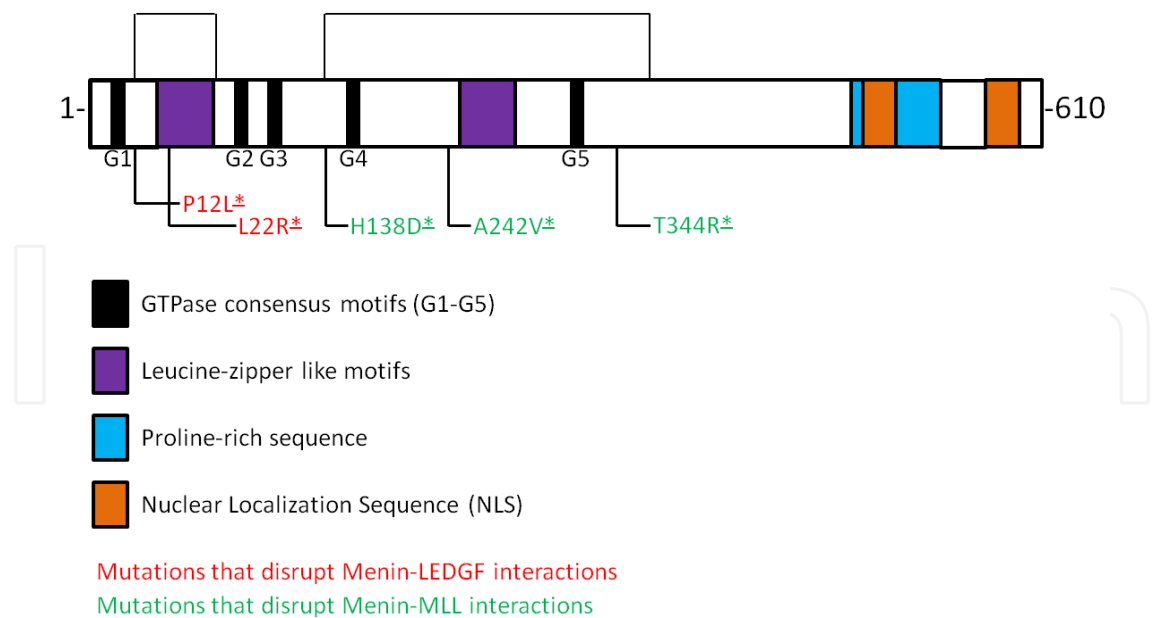 1-
-610
G1
G2
G3
G4
G5
P12L*
L22R*
H138D*
A242V*
T344R*
GTPase consensus motifs (G1-G5)
Leucine-zipper like motifs
Proline-rich sequence
Nuclear Localization Sequence (NLS)
Mutations that disrupt Menin-LEDGF interactions
Mutations that disrupt Menin-MLL interactions